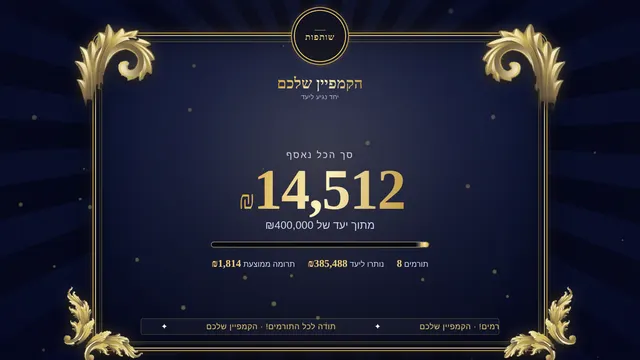 שותפות
הקמפיין שלכם
יחד נגיע ליעד
סך הכל נאסף
₪14,512
מתוך יעד של ₪400,000
8 תורמים נותרו ליעד ₪385,488 תרומה ממוצעת ₪1,814
רמים! · הקמפיין שלכם ✦ תודה לכל התורמים! · הקמפיין שלכם ✦